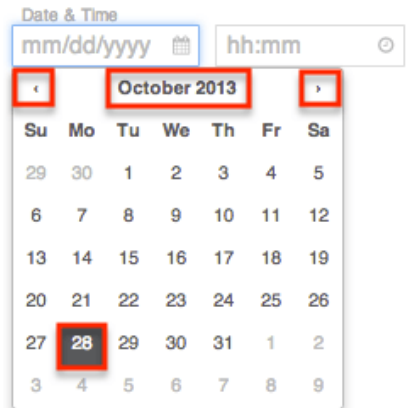 Date & Time
mm/dd/yyyy hh:mm
‹ October 2013 ›
Su Mo Tu We Th Fr Sa
29 30 1 2 3 4 5
6 7 8 9 10 11 12
13 14 15 16 17 18 19
20 21 22 23 24 25 26
27 28 29 30 31 1 2
3 4 5 6 7 8 9